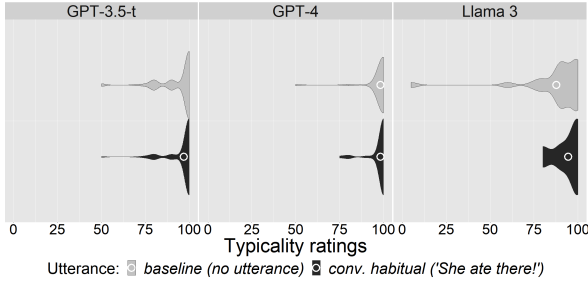 GPT-3.5-t GPT-4 Llama 3
0 25 50 75 100 0 25 50 75 100 0 25 50 75 100
Typicality ratings
Utterance: baseline (no utterance) conv. habitual ('She ate there!')